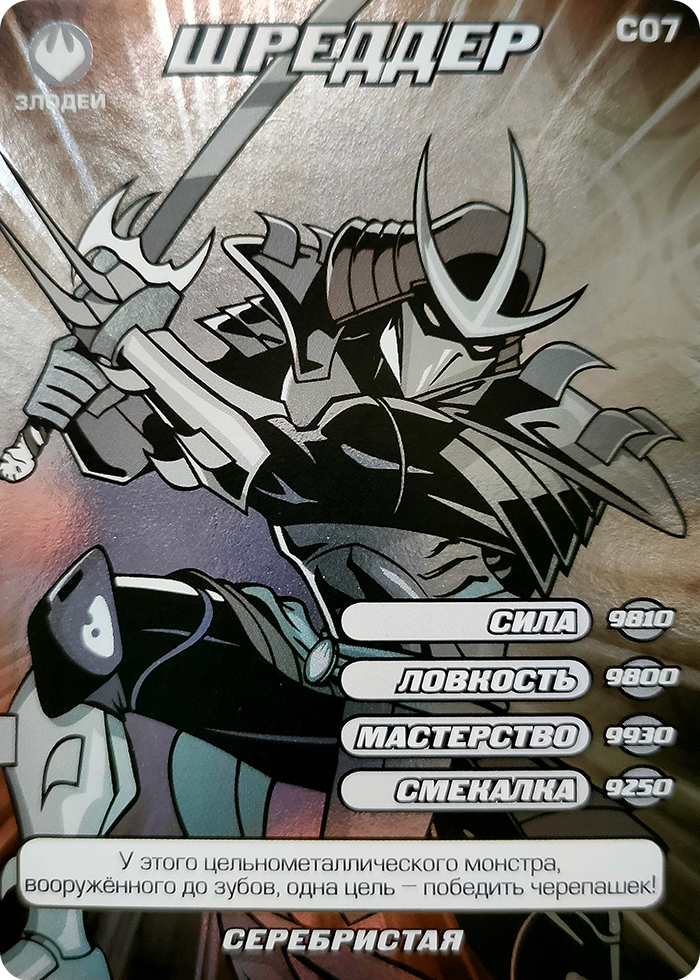 ШРЕДДЕР
С07
ЗЛОДЕИ
СИЛА 9810
ЛОВКОСТЬ 9800
МАСТЕРСТВО 9930
СМЕКАЛКА 9250
У этого цельнометаллического монстра,
вооружённого до зубов, одна цель – победить черепашек!
СЕРЕБРИСТАЯ